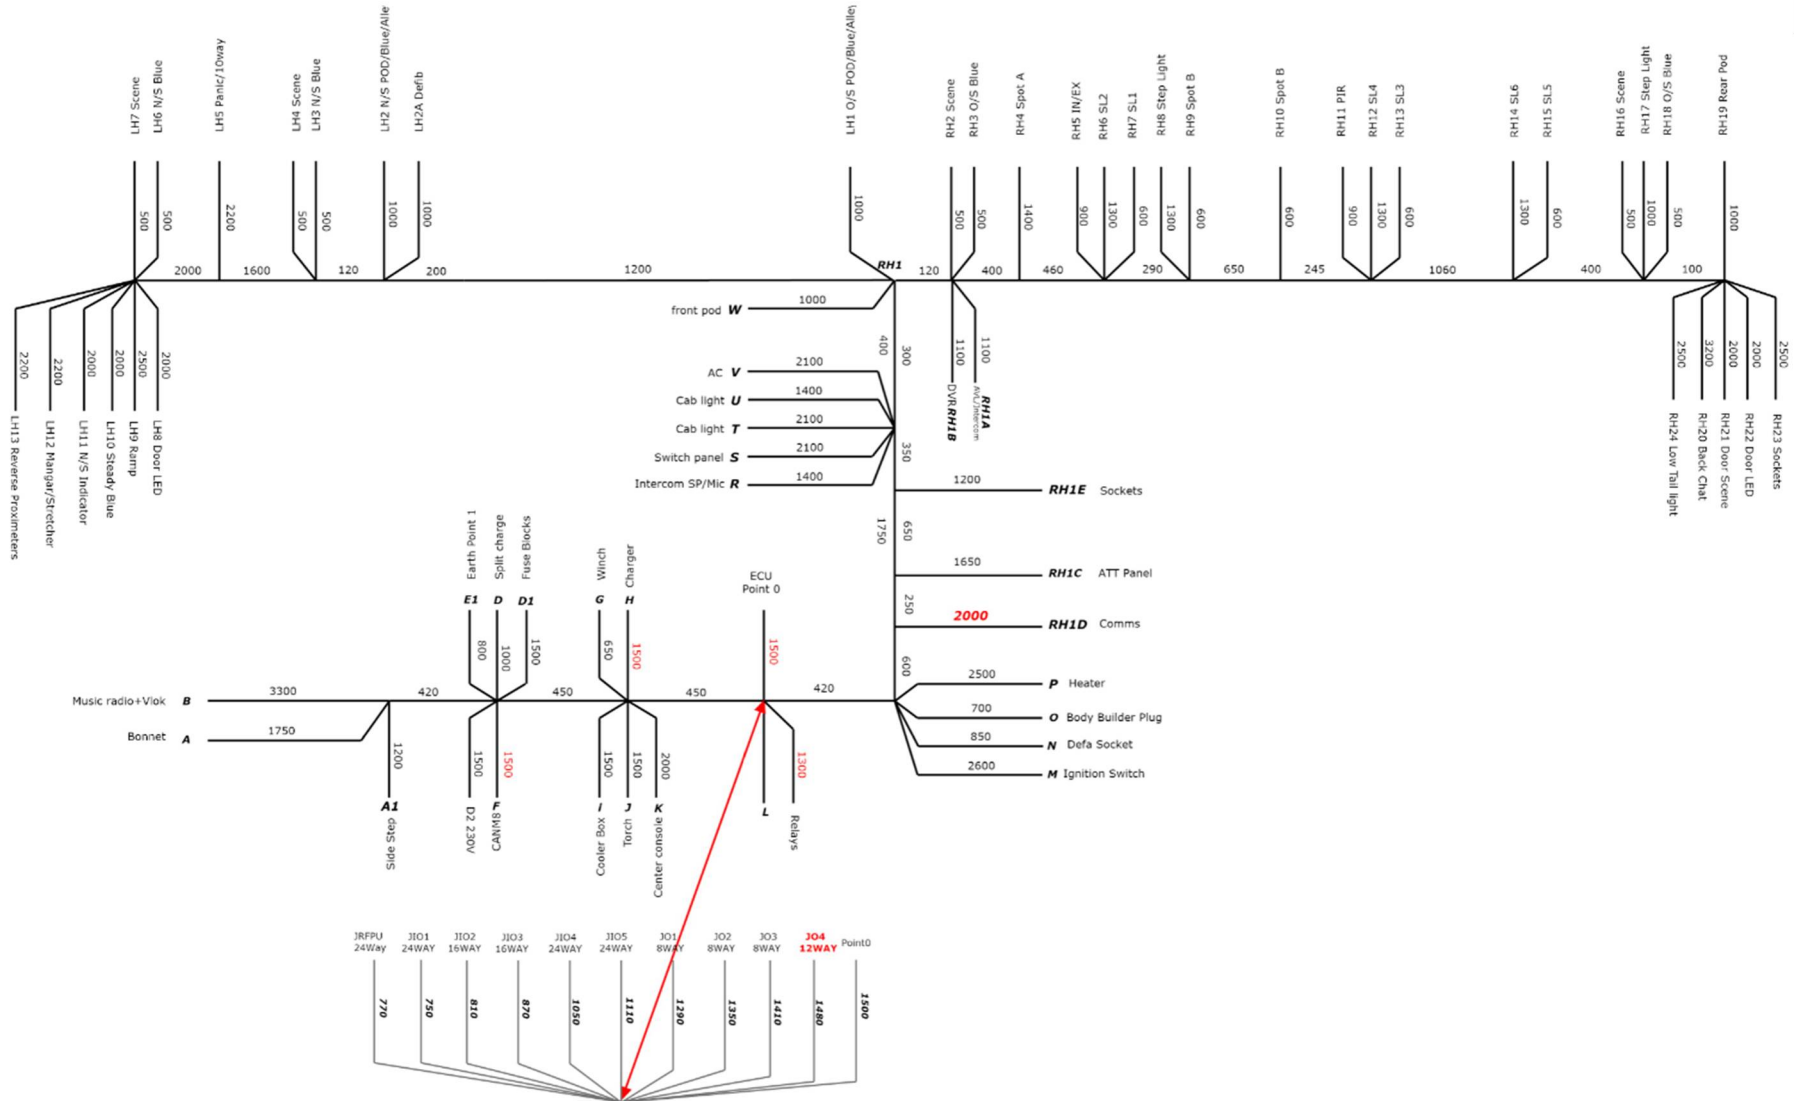 LH7 Scene
LH6 N/S Blue
LH5 Panic/10way
LH4 Scene
LH3 N/S Blue
LH2 N/S POD/Blue/Alle
LH2A Defib
LH1 O/S POD/Blue/Alley
RH2 Scene
RH3 O/S Blue
RH4 Spot A
RH5 IN/EX
RH6 SL2
RH7 SL1
RH8 Step Light
RH9 Spot B
RH10 Spot B
RH11 PIR
RH12 SL4
RH13 SL3
RH14 SL6
RH15 SL5
RH16 Scene
RH17 Step Light
RH18 O/S Blue
RH19 Rear Pod
500
500
2200
500
500
1000
1000
1000
500
500
1400
900
1300
600
1300
600
600
900
1300
600
1300
600
500
1000
500
1000
2000
1600
120
200
1200
RH1
120
400
460
290
650
245
1060
400
100
2200
2200
2000
2000
2500
2000
LH13 Reverse Proximeters
LH12 Mangar/Stretcher
LH11 N/S Indicator
LH10 Steady Blue
LH9 Ramp
LH8 Door LED
front pod W
1000
400
300
AC V
2100
Cab light U
1400
Cab light T
2100
Switch panel S
2100
Intercom SP/Mic R
1400
1100
1100
DVR RH1B
AVL/Intercom
RH1A
2500
3200
2000
2000
2500
RH24 Low Tail light
RH20 Back Chat
RH21 Door Scene
RH22 Door LED
RH23 Sockets
350
1200
RH1E Sockets
1750
650
1650
RH1C ATT Panel
250
2000
RH1D Comms
600
2500
P Heater
700
O Body Builder Plug
850
N Defa Socket
2600
M Ignition Switch
Earth Point 1
Split charge
Fuse Blocks
Winch
Charger
ECU
Point 0
E1
D
D1
G
H
800
1000
1500
650
1500
1500
Music radio+Vlok B
3300
420
450
450
420
Bonnet A
1750
1200
1500
1500
1500
1500
2000
1300
A1
Side Step
D2 230V
F
CANM8
I
Cooler Box
J
Torch
K
Center console
L
Relays
JRFPU
24Way
JIO1
24WAY
JIO2
16WAY
JIO3
16WAY
JIO4
24WAY
JIO5
24WAY
JO1
8WAY
JO2
8WAY
JO3
8WAY
JO4
12WAY
Point0
770
750
810
870
1050
1110
1290
1350
1410
1480
1500